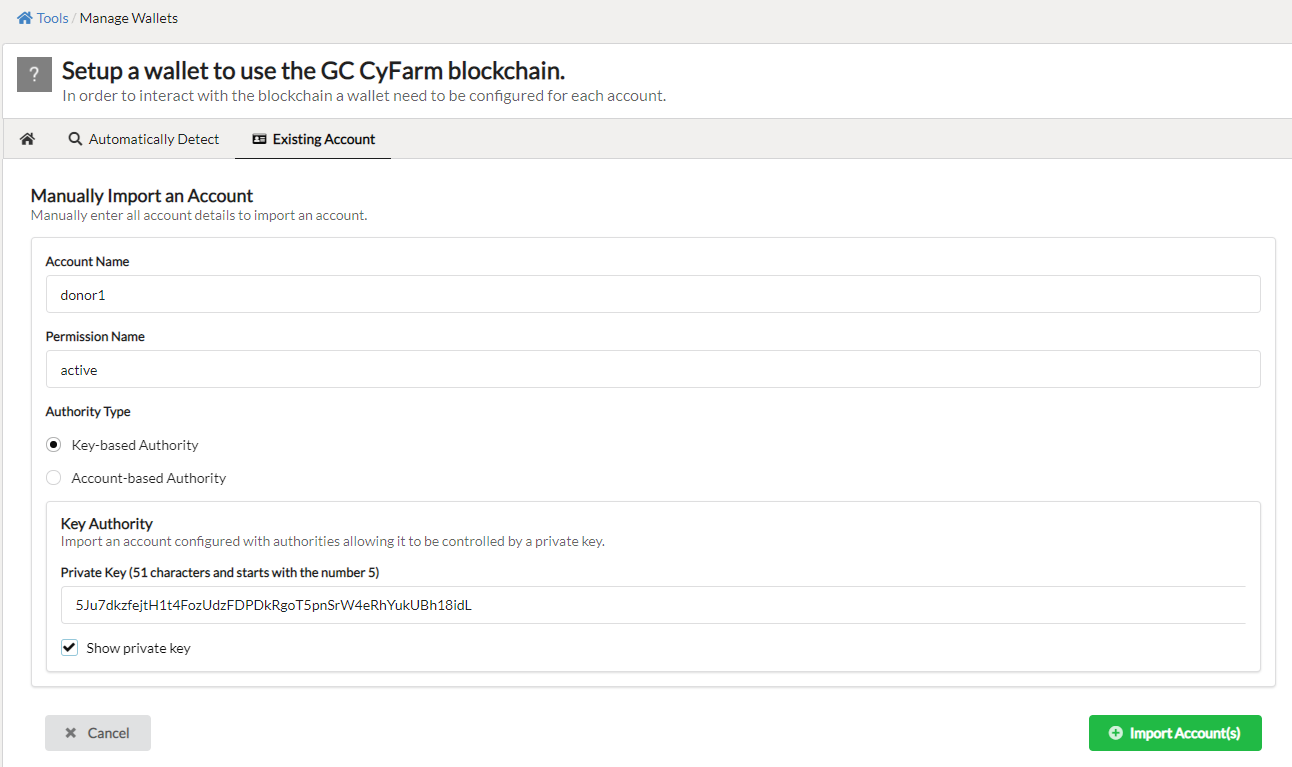 Tools / Manage Wallets
?
Setup a wallet to use the GC CyFarm blockchain.
In order to interact with the blockchain a wallet need to be configured for each account.
Automatically Detect Existing Account
Manually Import an Account
Manually enter all account details to import an account.
Account Name
donor1
Permission Name
active
Authority Type
Key-based Authority
Account-based Authority
Key Authority
Import an account configured with authorities allowing it to be controlled by a private key.
Private Key (51 characters and starts with the number 5)
5Ju7dkzfejtH1t4FozUdzFDPDkRgoT5pnSrW4eRhYukUBh18idL
Show private key
Cancel Import Account(s)